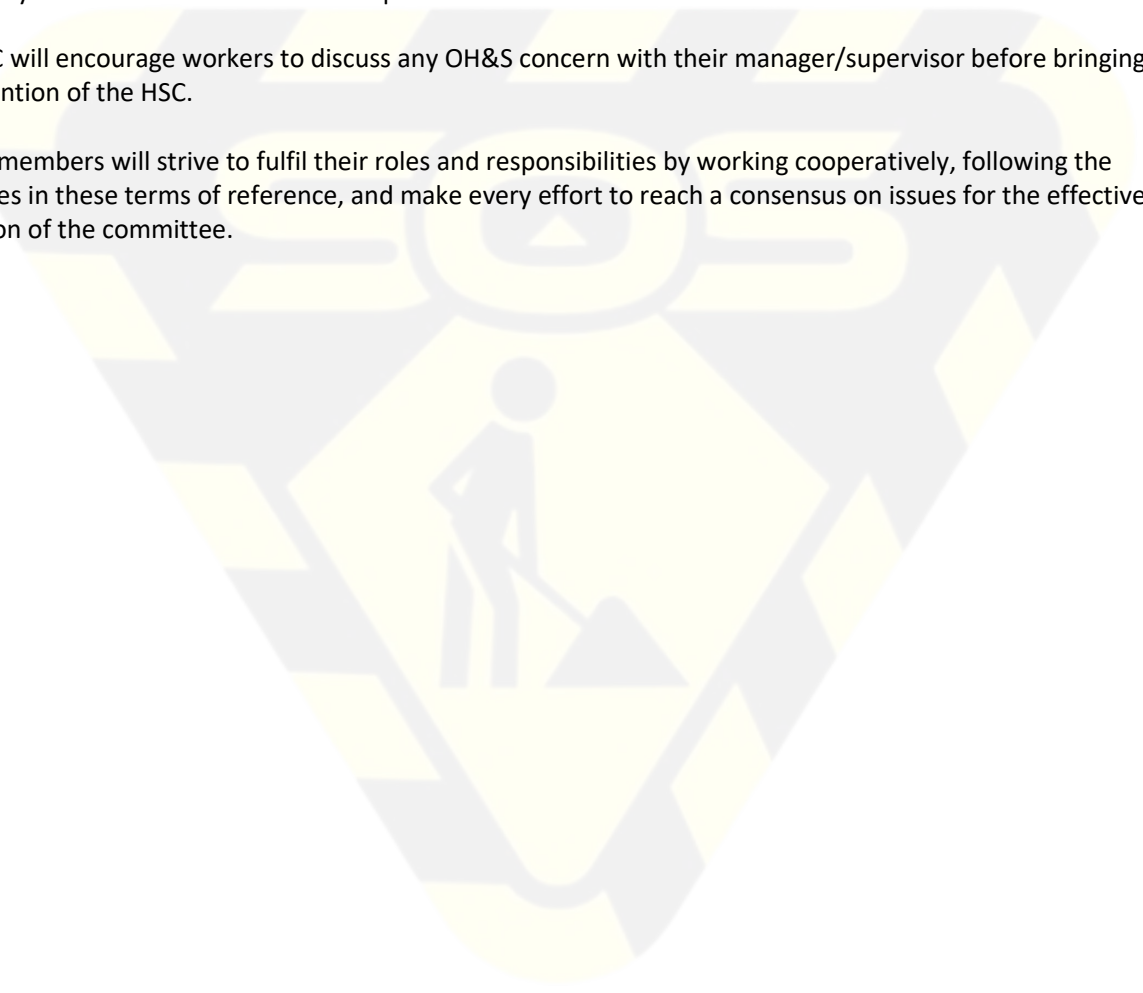 will encourage workers to discuss any OH&S concern with their manager/supervisor before bringing
ntion of the HSC.
members will strive to fulfil their roles and responsibilities by working cooperatively, following the
es in these terms of reference, and make every effort to reach a consensus on issues for the effective
on of the committee.
SOS